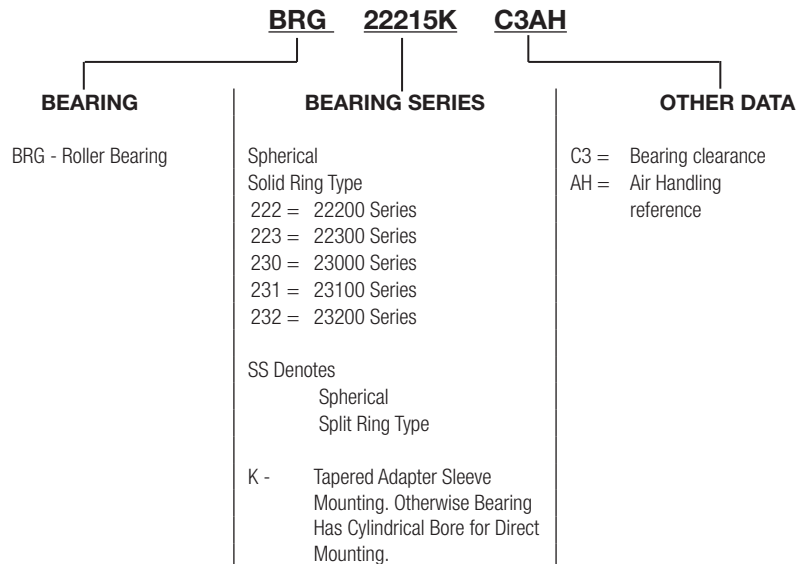 BRG 22215K C3AH
BEARING
BRG - Roller Bearing
BEARING SERIES
Spherical
Solid Ring Type
222 = 22200 Series
223 = 22300 Series
230 = 23000 Series
231 = 23100 Series
232 = 23200 Series
SS Denotes
Spherical
Split Ring Type
K - Tapered Adapter Sleeve
Mounting. Otherwise Bearing
Has Cylindrical Bore for Direct
Mounting.
OTHER DATA
C3 = Bearing clearance
AH = Air Handling
reference